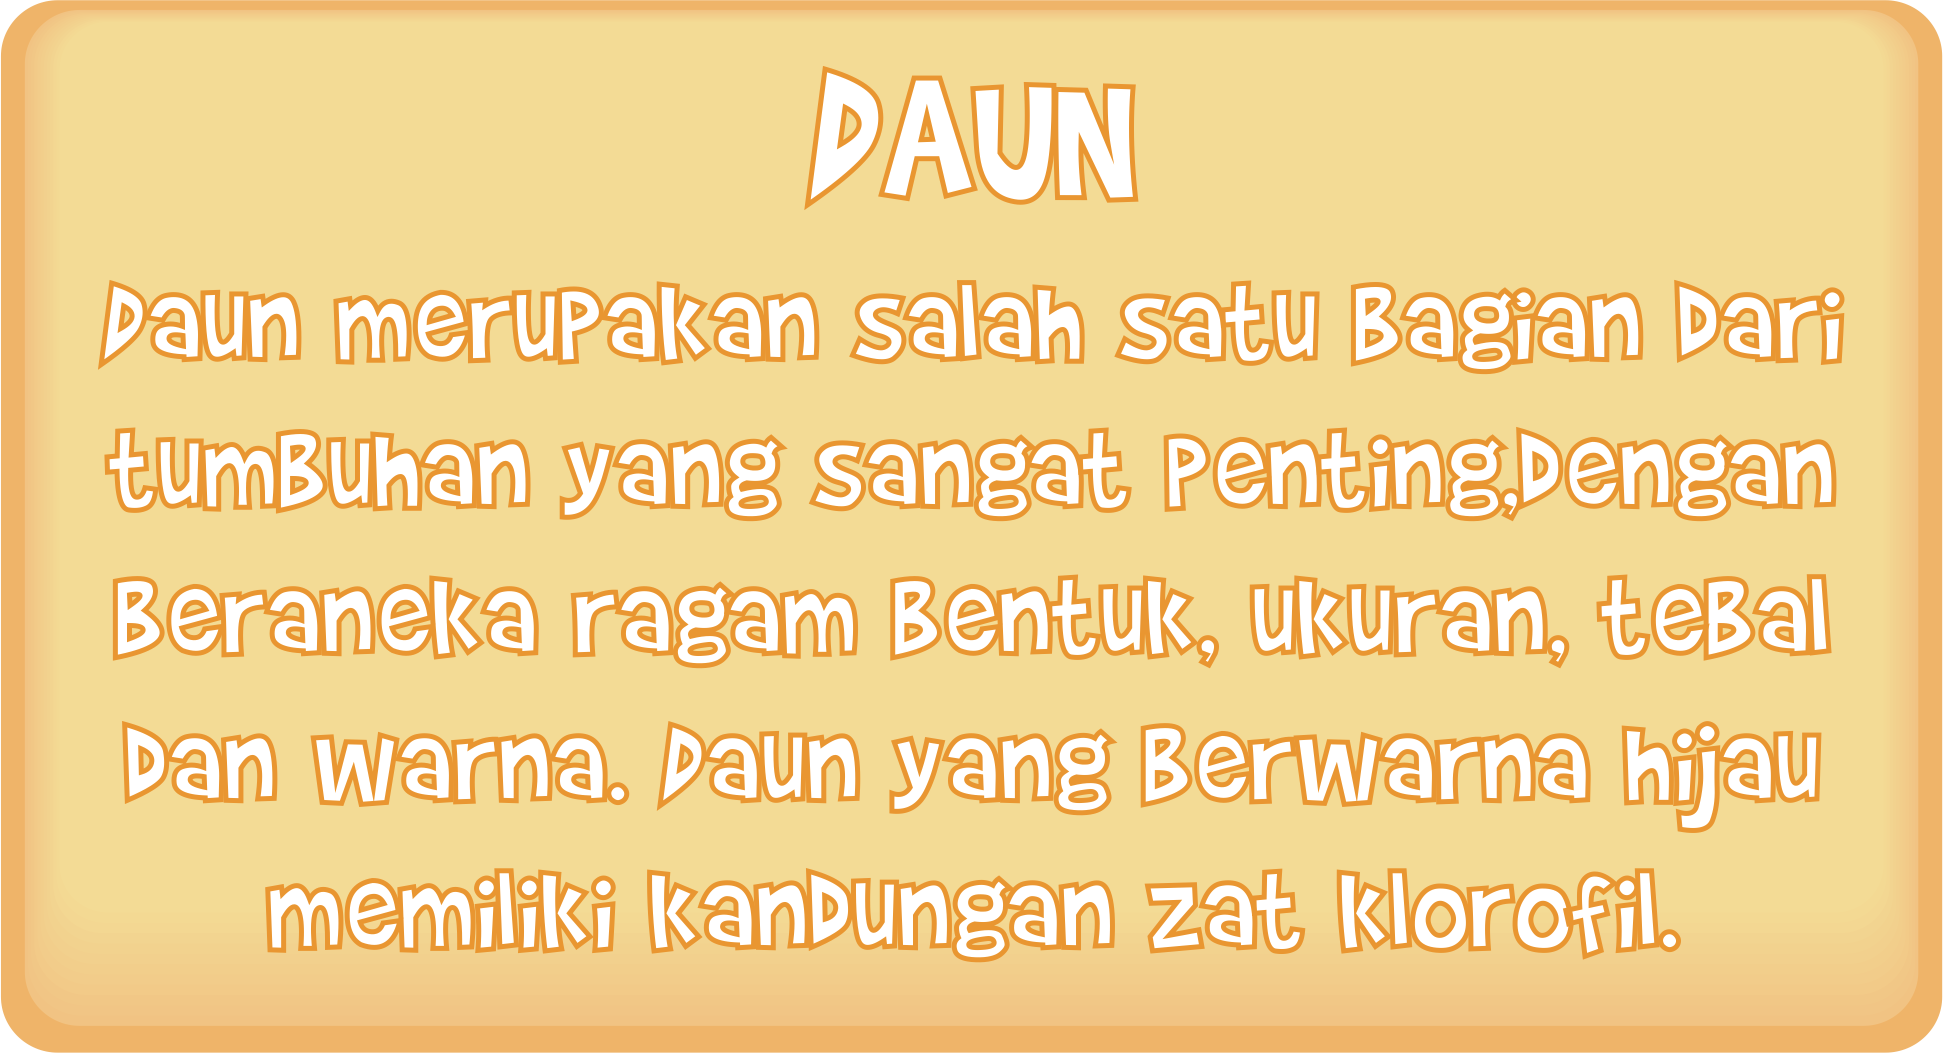 DAUN
Daun merupakan salah satu bagian dari
tumbuhan yang sangat penting,dengan
beraneka ragam bentuk, ukuran, tebal
dan warna. Daun yang berwarna hijau
memiliki kandungan zat klorofil.